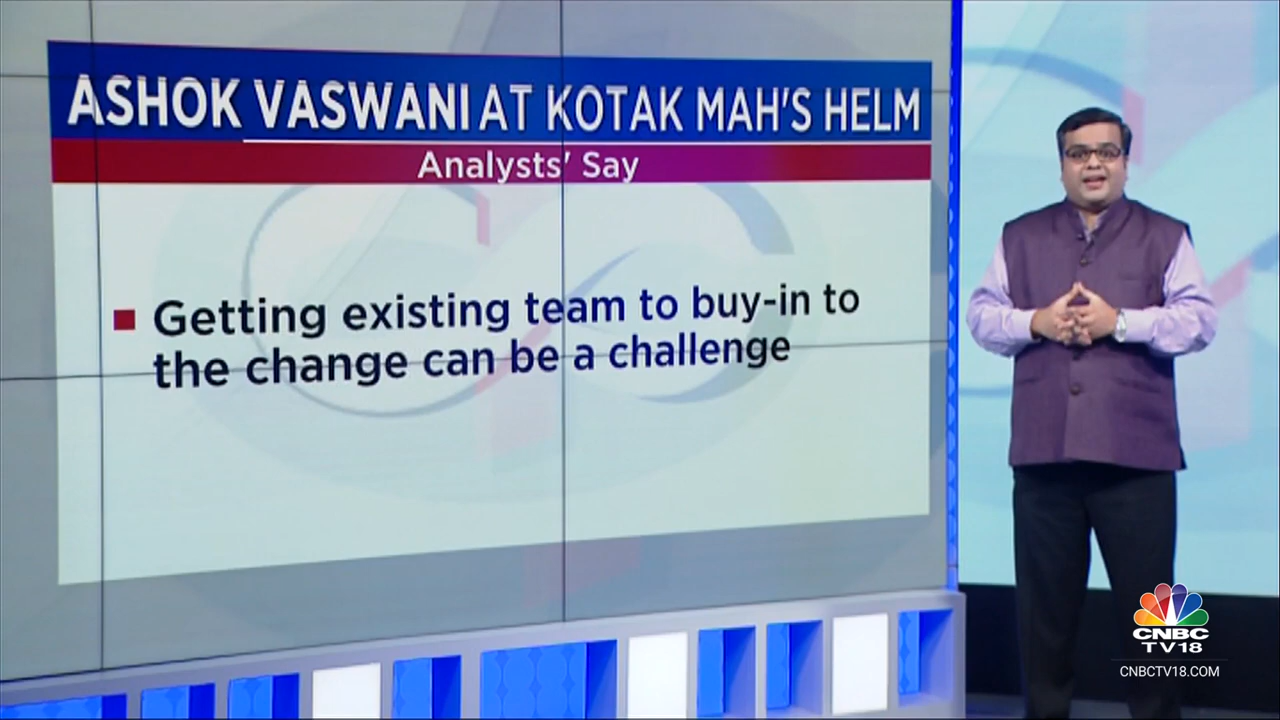 ASHOK VASWANI AT KOTAK MAH'S HELM
Analysts' Say
Getting existing team to buy-in to
the change can be a challenge
CNBC
TV18
CNBCTV18.COM